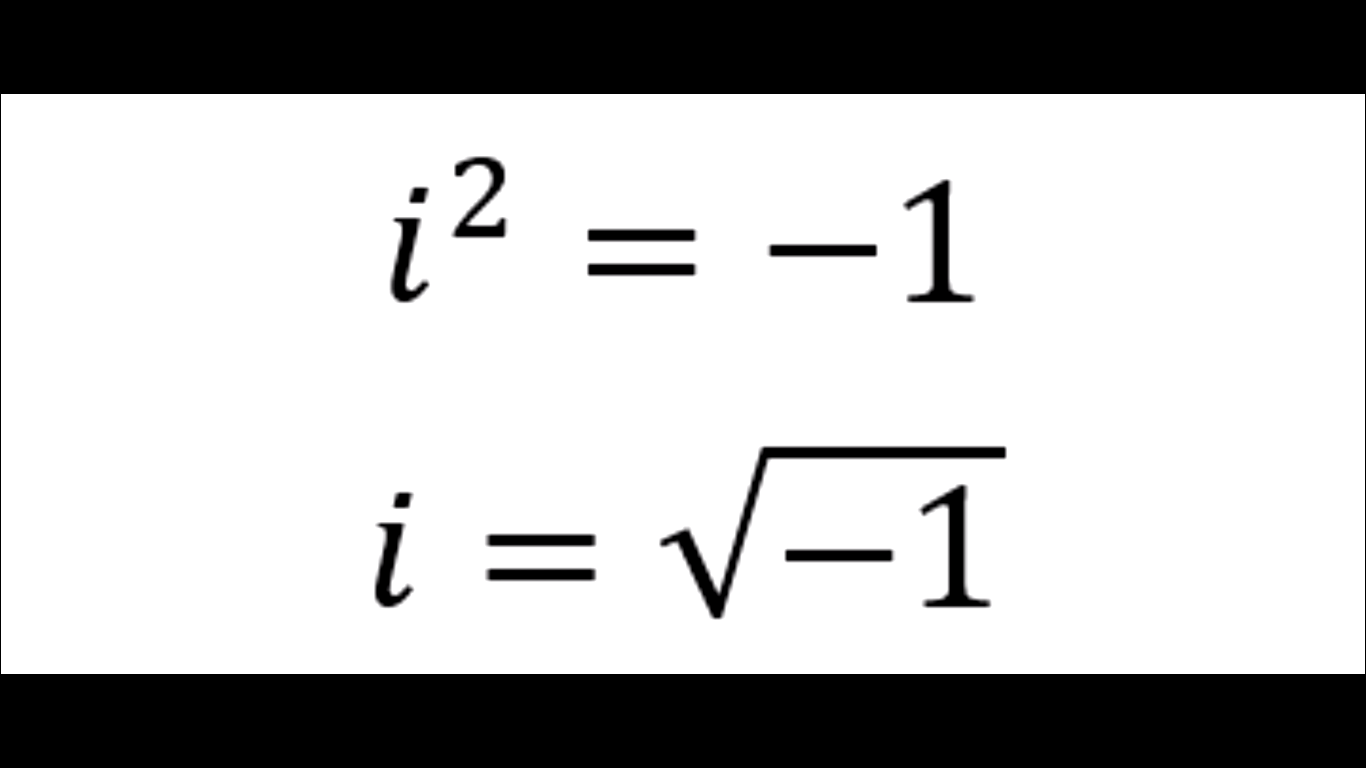 i² = −1
i = √−1